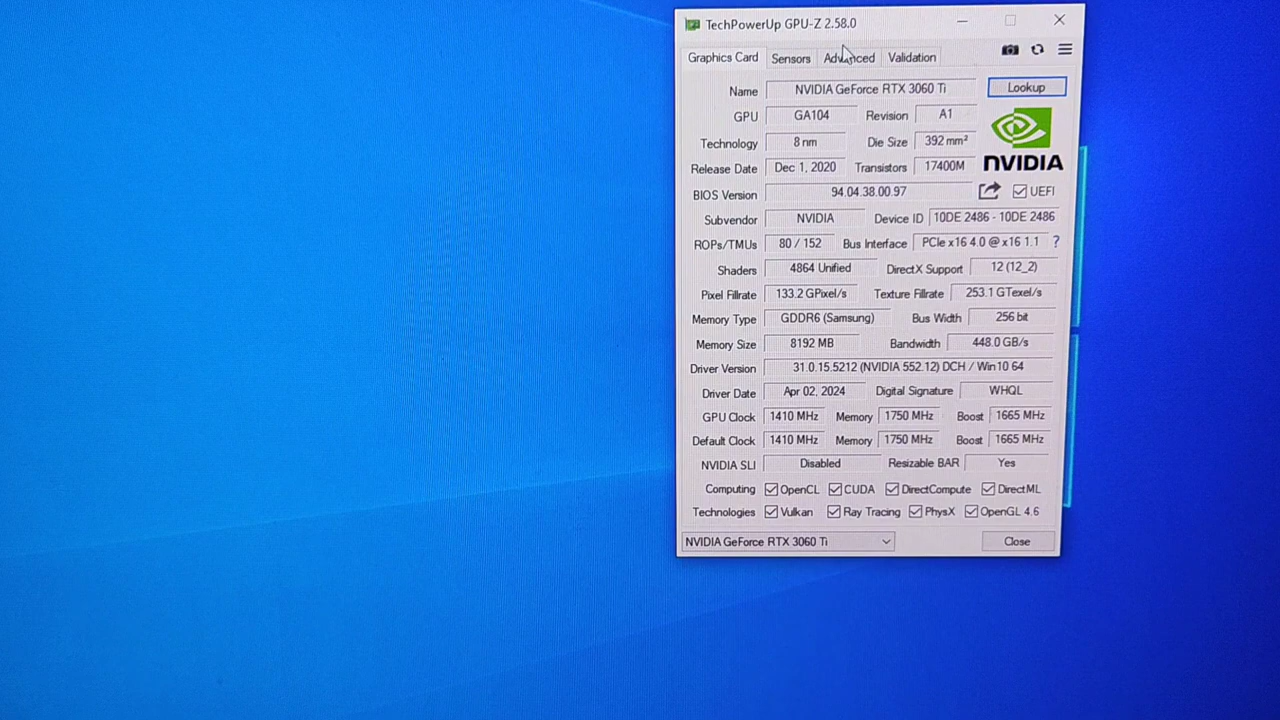 TechPowerUp GPU-Z 2.58.0
Graphics Card Sensors Advanced Validation
Name NVIDIA GeForce RTX 3060 Ti Lookup
GPU GA104 Revision A1
Technology 8 nm Die Size 392 mm²
NVIDIA
Release Date Dec 1, 2020 Transistors 17400M
BIOS Version 94.04.38.00.97 UEFI
Subvendor NVIDIA Device ID 10DE 2486 - 10DE 2486
ROPs/TMUs 80 / 152 Bus Interface PCIe x16 4.0 @ x16 1.1 ?
Shaders 4864 Unified DirectX Support 12 (12_2)
Pixel Fillrate 133.2 GPixel/s Texture Fillrate 253.1 GTexel/s
Memory Type GDDR6 (Samsung) Bus Width 256 bit
Memory Size 8192 MB Bandwidth 448.0 GB/s
Driver Version 31.0.15.5212 (NVIDIA 552.12) DCH / Win10 64
Driver Date Apr 02, 2024 Digital Signature WHQL
GPU Clock 1410 MHz Memory 1750 MHz Boost 1665 MHz
Default Clock 1410 MHz Memory 1750 MHz Boost 1665 MHz
NVIDIA SLI Disabled Resizable BAR Yes
Computing OpenCL CUDA DirectCompute DirectML
Technologies Vulkan Ray Tracing PhysX OpenGL 4.6
NVIDIA GeForce RTX 3060 Ti Close